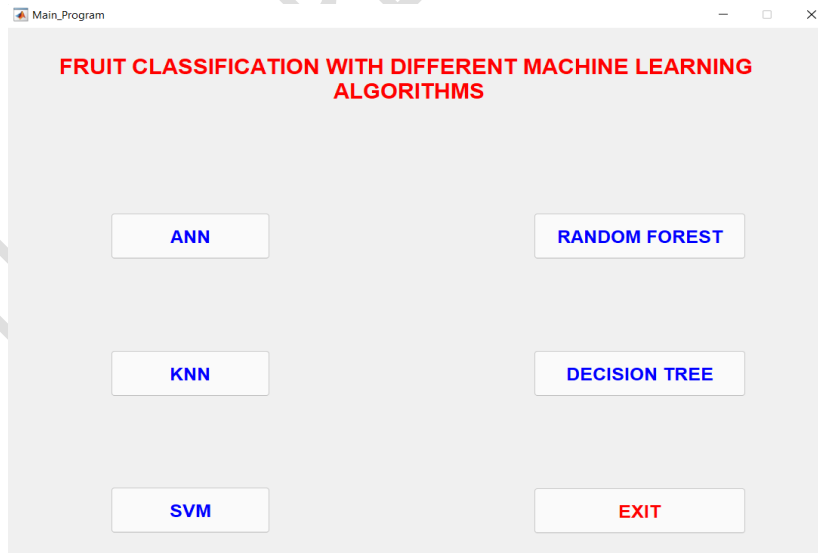 Main_Program
FRUIT CLASSIFICATION WITH DIFFERENT MACHINE LEARNING
ALGORITHMS
ANN
RANDOM FOREST
KNN
DECISION TREE
SVM
EXIT